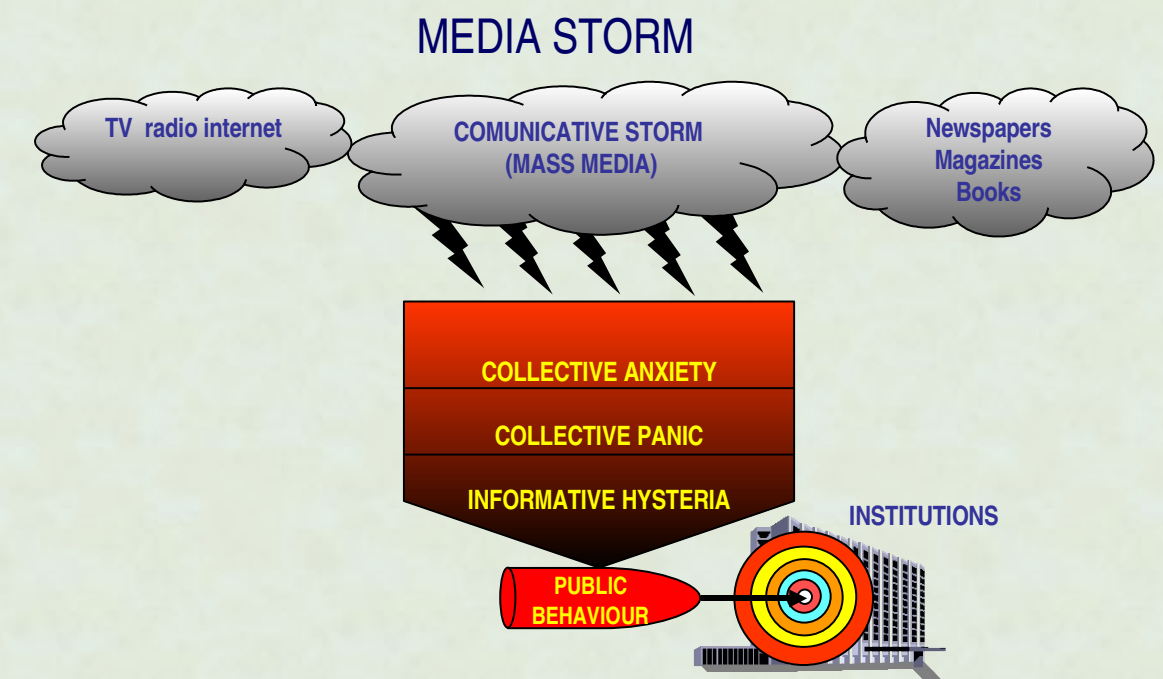 MEDIA STORM
TV radio internet
COMUNICATIVE STORM
(MASS MEDIA)
Newspapers
Magazines
Books
COLLECTIVE ANXIETY
COLLECTIVE PANIC
INFORMATIVE HYSTERIA
INSTITUTIONS
PUBLIC
BEHAVIOUR